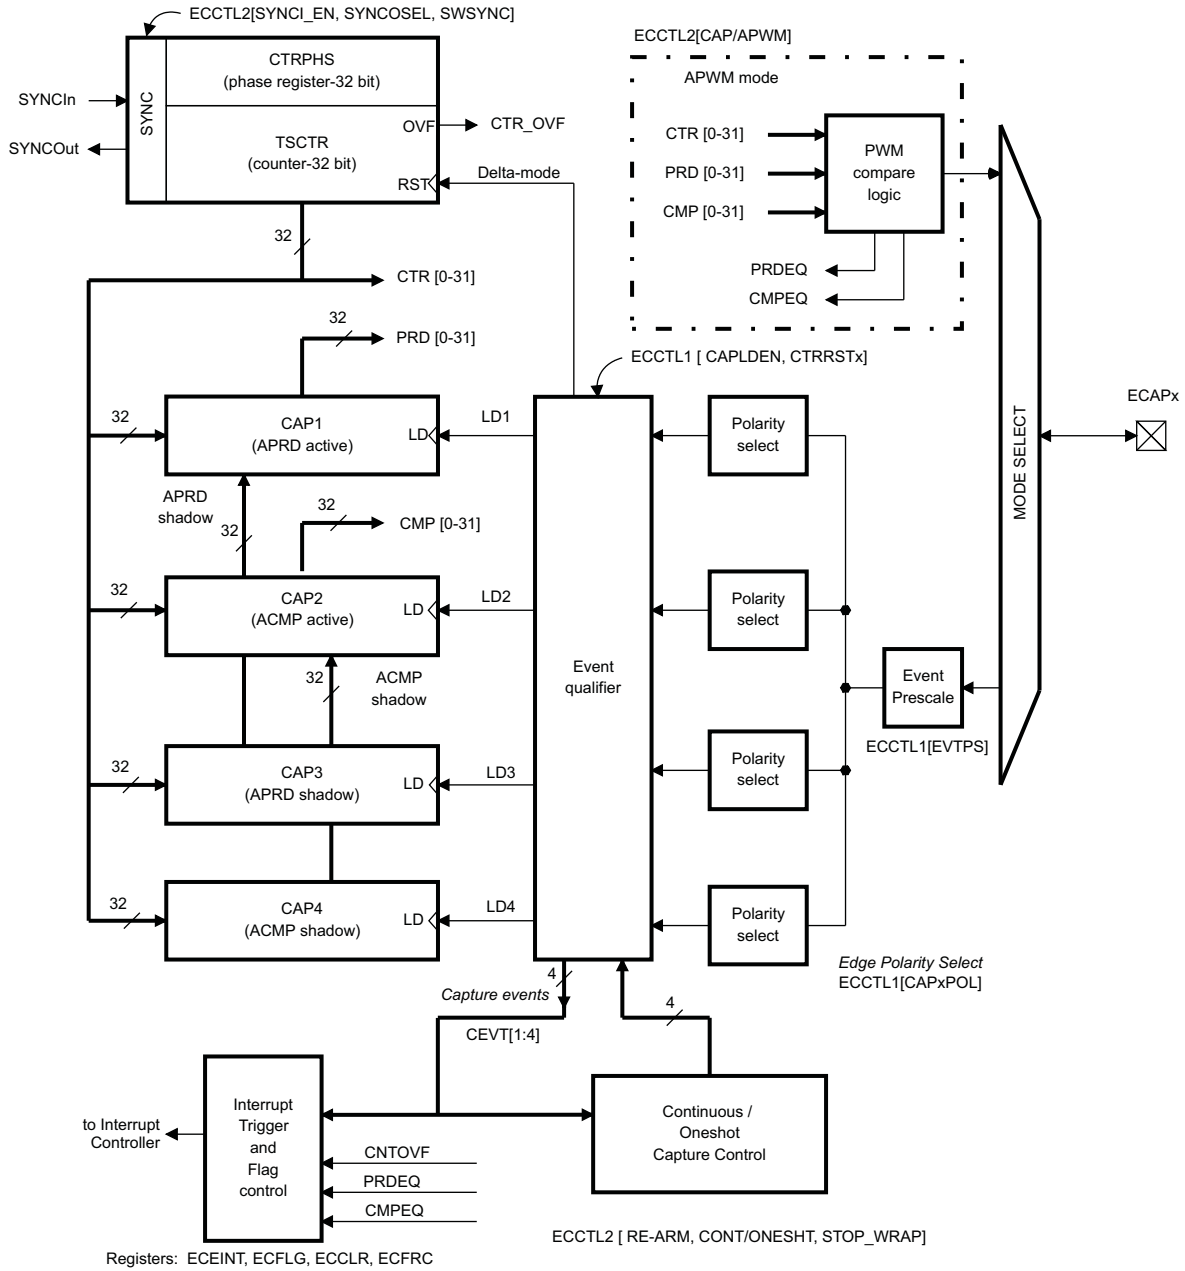 ECCTL2[SYNCI_EN, SYNCOSEL, SWSYNC]
ECCTL2[CAP/APWM]
CTRPHS
(phase register-32 bit)
APWM mode
SYNCIn
SYNC
SYNCOut
OVF
CTR_OVF
TSCTR
(counter-32 bit)
RST
Delta-mode
CTR [0-31]
PRD [0-31]
CMP [0-31]
PWM
compare
logic
PRDEQ
CMPEQ
32
CTR [0-31]
32
PRD [0-31]
ECCTL1 [ CAPLDEN, CTRRSTx]
32
CAP1
(APRD active)
LD
LD1
Polarity
select
MODE SELECT
ECAPx
APRD
shadow
32
32
CMP [0-31]
32
CAP2
(ACMP active)
LD
LD2
Polarity
select
32
ACMP
shadow
Event
qualifier
Event
Prescale
ECCTL1[EVTPS]
32
CAP3
(APRD shadow)
LD
LD3
Polarity
select
32
CAP4
(ACMP shadow)
LD
LD4
Polarity
select
Edge Polarity Select
ECCTL1[CAPxPOL]
4
Capture events
CEVT[1:4]
4
to Interrupt
Controller
Interrupt
Trigger
and
Flag
control
CNTOVF
PRDEQ
CMPEQ
Continuous /
Oneshot
Capture Control
ECCTL2 [ RE-ARM, CONT/ONESHT, STOP_WRAP]
Registers: ECEINT, ECFLG, ECCLR, ECFRC